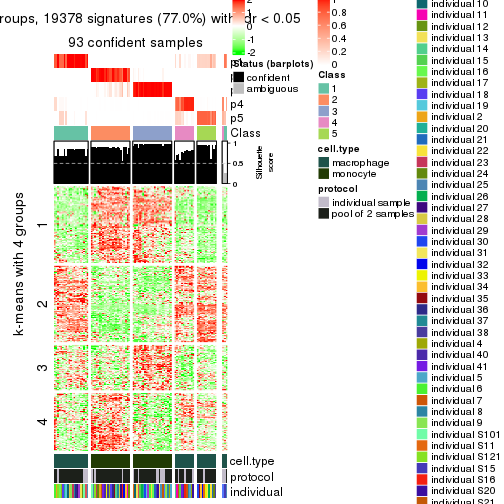 roups, 19378 signatures (77.0%) with
dr < 0.05
93 confident samples
p4
p5
Class
1
0.5
0
Silhouette
score
k-means with 4 groups
1
2
3
4
cell.type
protocol
individual
2
1
0
-1
-2
Status (barplots)
confident
ambiguous
0.8
0.6
0.4
0.2
0
Class
1
2
3
4
5
cell.type
macrophage
monocyte
protocol
individual sample
pool of 2 samples
individual 10
individual 11
individual 12
individual 13
individual 14
individual 15
individual 16
individual 17
individual 18
individual 19
individual 2
individual 20
individual 21
individual 22
individual 23
individual 24
individual 25
individual 26
individual 27
individual 28
individual 29
individual 30
individual 31
individual 32
individual 33
individual 34
individual 35
individual 36
individual 37
individual 38
individual 4
individual 40
individual 41
individual 5
individual 6
individual 7
individual 8
individual 9
individual S101
individual S11
individual S121
individual S15
individual S16
individual S20
individual S21